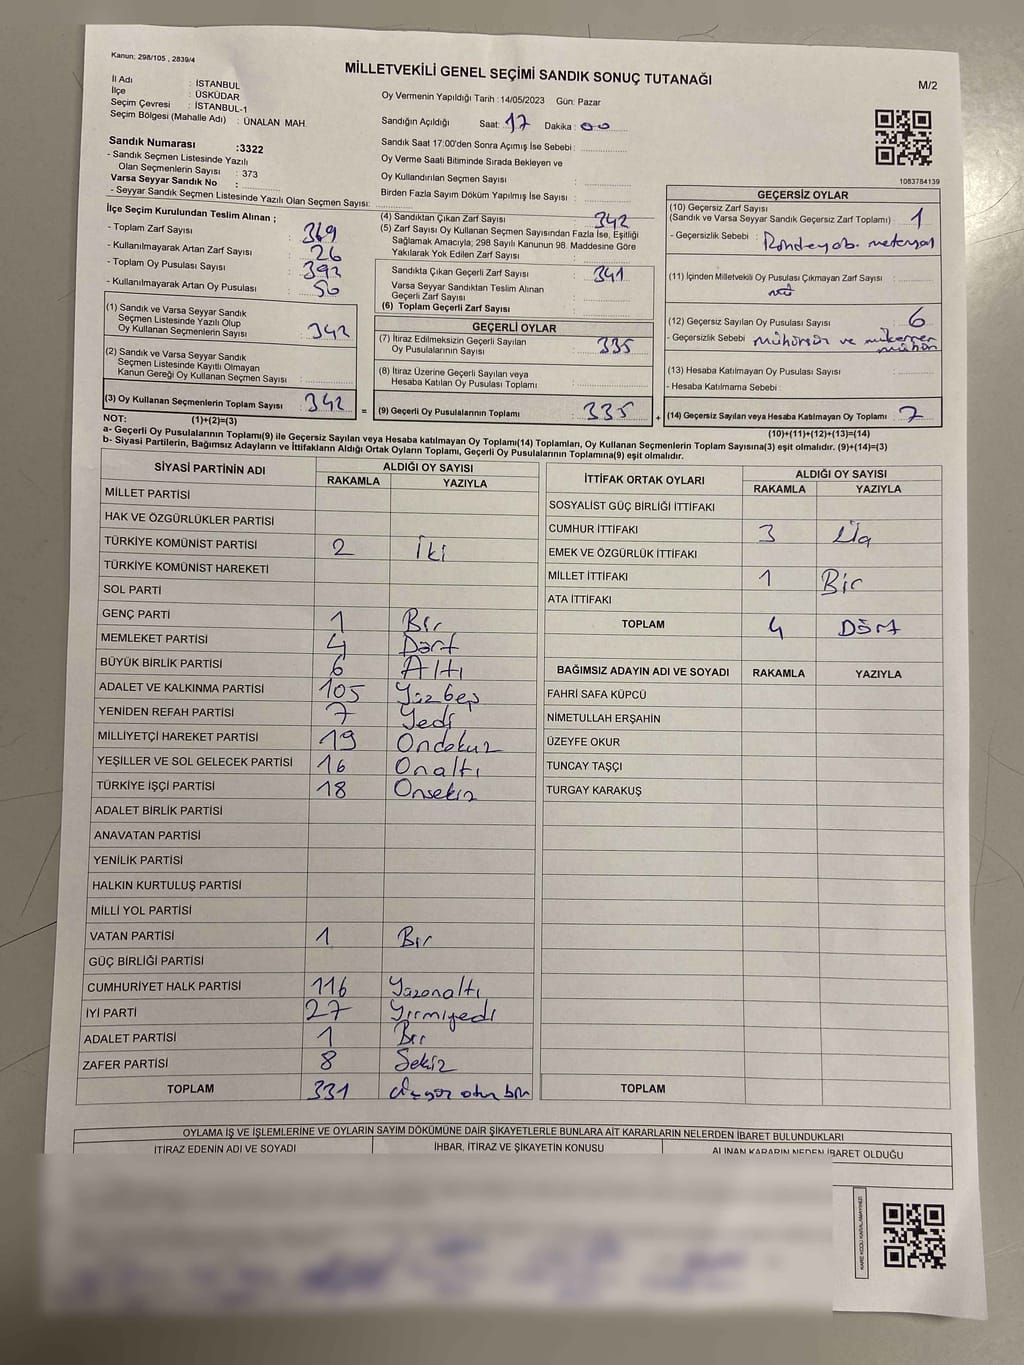 Kanun: 298/105 , 2839/4
MİLLETVEKİLİ GENEL SEÇİMİ SANDIK SONUÇ TUTANAĞI
M/2
İl Adı : İSTANBUL
İlçe : ÜSKÜDAR
Seçim Çevresi : İSTANBUL-1
Seçim Bölgesi (Mahalle Adı) : ÜNALAN MAH.
Sandık Numarası :3322
- Sandık Seçmen Listesinde Yazılı
Olan Seçmenlerin Sayısı : 373
Varsa Seyyar Sandık No :
- Seyyar Sandık Seçmen Listesinde Yazılı Olan Seçmen Sayısı:
Oy Vermenin Yapıldığı Tarih : 14/05/2023 Gün: Pazar
Sandığın Açıldığı Saat: 17 Dakika : 00
Sandık Saat 17:00'den Sonra Açımış İse Sebebi :
Oy Verme Saati Bitiminde Sırada Bekleyen ve
Oy Kullandırılan Seçmen Sayısı :
Birden Fazla Sayım Döküm Yapılmış İse Sayısı :
1083784139
İlçe Seçim Kurulundan Teslim Alınan ;
- Toplam Zarf Sayısı : 369
- Kullanılmayarak Artan Zarf Sayısı : 26
- Toplam Oy Pusulası Sayısı : 392
- Kullanılmayarak Artan Oy Pusulası : 50
(1) Sandık ve Varsa Seyyar Sandık
Seçmen Listesinde Yazılı Olup
Oy Kullanan Seçmenlerin Sayısı : 342
(2) Sandık ve Varsa Seyyar Sandık
Seçmen Listesinde Kayıtlı Olmayan
Kanun Gereği Oy Kullanan Seçmen Sayısı :
(3) Oy Kullanan Seçmenlerin Toplam Sayısı : 342 =
(1)+(2)=(3)
(4) Sandıktan Çıkan Zarf Sayısı : 342
(5) Zarf Sayısı Oy Kullanan Seçmen Sayısından Fazla İse, Eşitliği
Sağlamak Amacıyla; 298 Sayılı Kanunun 98. Maddesine Göre
Yakılarak Yok Edilen Zarf Sayısı :
Sandıkta Çıkan Geçerli Zarf Sayısı : 341
Varsa Seyyar Sandıktan Teslim Alınan
Geçerli Zarf Sayısı :
(6) Toplam Geçerli Zarf Sayısı :
GEÇERLİ OYLAR
(7) İtiraz Edilmeksizin Geçerli Sayılan
Oy Pusulalarının Sayısı : 335
(8) İtiraz Üzerine Geçerli Sayılan veya
Hesaba Katılan Oy Pusulası Toplamı :
(9) Geçerli Oy Pusulalarının Toplamı : 335 +
GEÇERSİZ OYLAR
(10) Geçersiz Zarf Sayısı
(Sandık ve Varsa Seyyar Sandık Geçersiz Zarf Toplamı) : 1
- Geçersizlik Sebebi :
(11) İçinden Milletvekili Oy Pusulası Çıkmayan Zarf Sayısı :
(12) Geçersiz Sayılan Oy Pusulası Sayısı : 6
- Geçersizlik Sebebi : mühürsün ve mükerrer
mühür
(13) Hesaba Katılmayan Oy Pusulası Sayısı :
- Hesaba Katılmama Sebebi :
(14) Geçersiz Sayılan veya Hesaba Katılmayan Oy Toplamı : 7
(10)+(11)+(12)+(13)=(14)
NOT:
a- Geçerli Oy Pusulalarının Toplamı(9) ile Geçersiz Sayılan veya Hesaba katılmayan Oy Toplamı(14) Toplamları, Oy Kullanan Seçmenlerin Toplam Sayısına(3) eşit olmalıdır. (9)+(14)=(3)
b- Siyasi Partilerin, Bağımsız Adayların ve İttifakların Aldığı Ortak Oyların Toplamı, Geçerli Oy Pusulalarının Toplamına(9) eşit olmalıdır.
SİYASİ PARTİNİN ADI ALDIĞI OY SAYISI
RAKAMLA YAZIYLA
MİLLET PARTİSİ
HAK VE ÖZGÜRLÜKLER PARTİSİ
TÜRKİYE KOMÜNİST PARTİSİ 2 İki
TÜRKİYE KOMÜNİST HAREKETİ
SOL PARTİ
GENÇ PARTİ 1 Bir
MEMLEKET PARTİSİ 4 Dört
BÜYÜK BİRLİK PARTİSİ 6 Altı
ADALET VE KALKINMA PARTİSİ 105 Yüzbeş
YENİDEN REFAH PARTİSİ 7 Yedi
MİLLİYETÇİ HAREKET PARTİSİ 19 Ondokuz
YEŞİLLER VE SOL GELECEK PARTİSİ 16 Onaltı
TÜRKİYE İŞÇİ PARTİSİ 18 Onsekiz
ADALET BİRLİK PARTİSİ
ANAVATAN PARTİSİ
YENİLİK PARTİSİ
HALKIN KURTULUŞ PARTİSİ
MİLLİ YOL PARTİSİ
VATAN PARTİSİ 1 Bir
GÜÇ BİRLİĞİ PARTİSİ
CUMHURİYET HALK PARTİSİ 116 Yüzonaltı
İYİ PARTİ 27 Yirmiyedi
ADALET PARTİSİ 1 Bir
ZAFER PARTİSİ 8 Sekiz
TOPLAM 331 üçyüz otuz bir
İTTİFAK ORTAK OYLARI ALDIĞI OY SAYISI
RAKAMLA YAZIYLA
SOSYALİST GÜÇ BİRLİĞİ İTTİFAKI
CUMHUR İTTİFAKI 3 Üç
EMEK VE ÖZGÜRLÜK İTTİFAKI
MİLLET İTTİFAKI 1 Bir
ATA İTTİFAKI
TOPLAM 4 Dört
BAĞIMSIZ ADAYIN ADI VE SOYADI RAKAMLA YAZIYLA
FAHRİ SAFA KÜPCÜ
NİMETULLAH ERŞAHİN
ÜZEYFE OKUR
TUNCAY TAŞÇI
TURGAY KARAKUŞ
TOPLAM
OYLAMA İŞ VE İŞLEMLERİNE VE OYLARIN SAYIM DÖKÜMÜNE DAİR ŞİKAYETLERLE BUNLARA AİT KARARLARIN NELERDEN İBARET BULUNDUKLARI
İTİRAZ EDENİN ADI VE SOYADI İHBAR, İTİRAZ VE ŞİKAYETİN KONUSU ALINAN KARARIN NEDEN İBARET OLDUĞU
KARE KODU KARALAMAYINIZ!